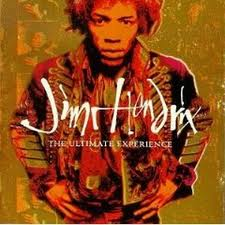 Jimi Hendrix
THE ULTIMATE EXPERIENCE